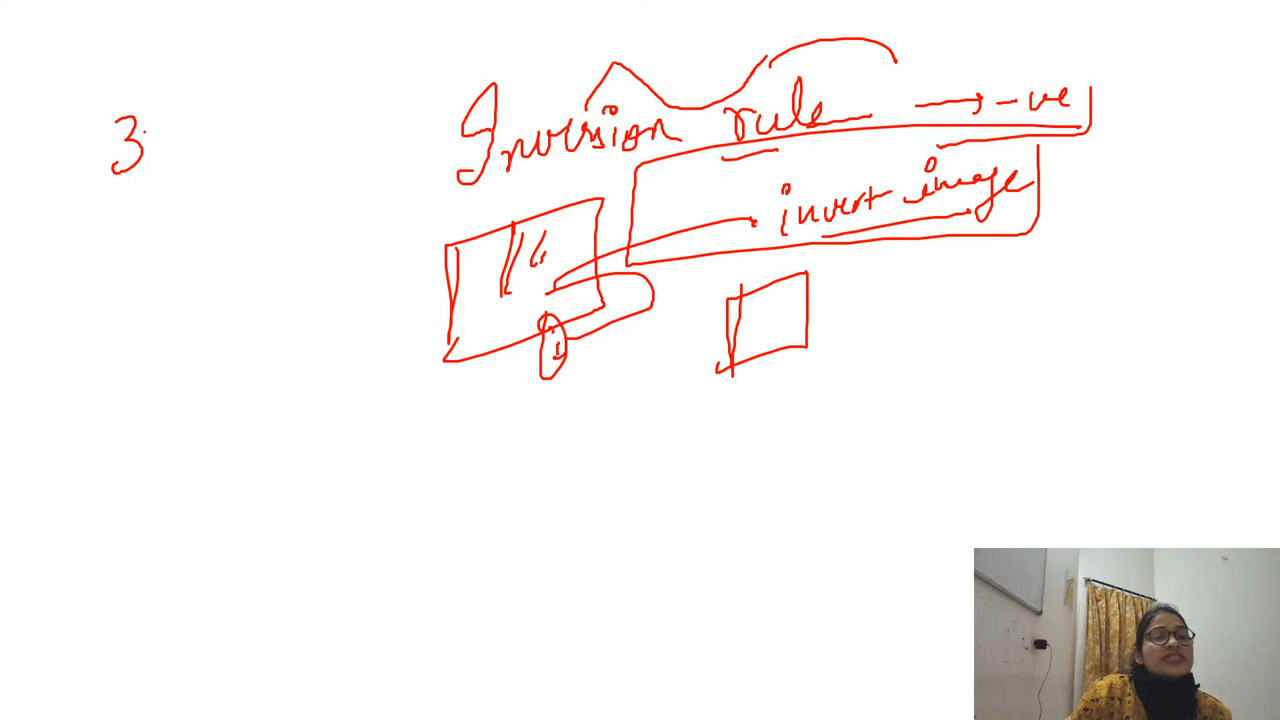 3.
Inversion rule → -ve
invert image